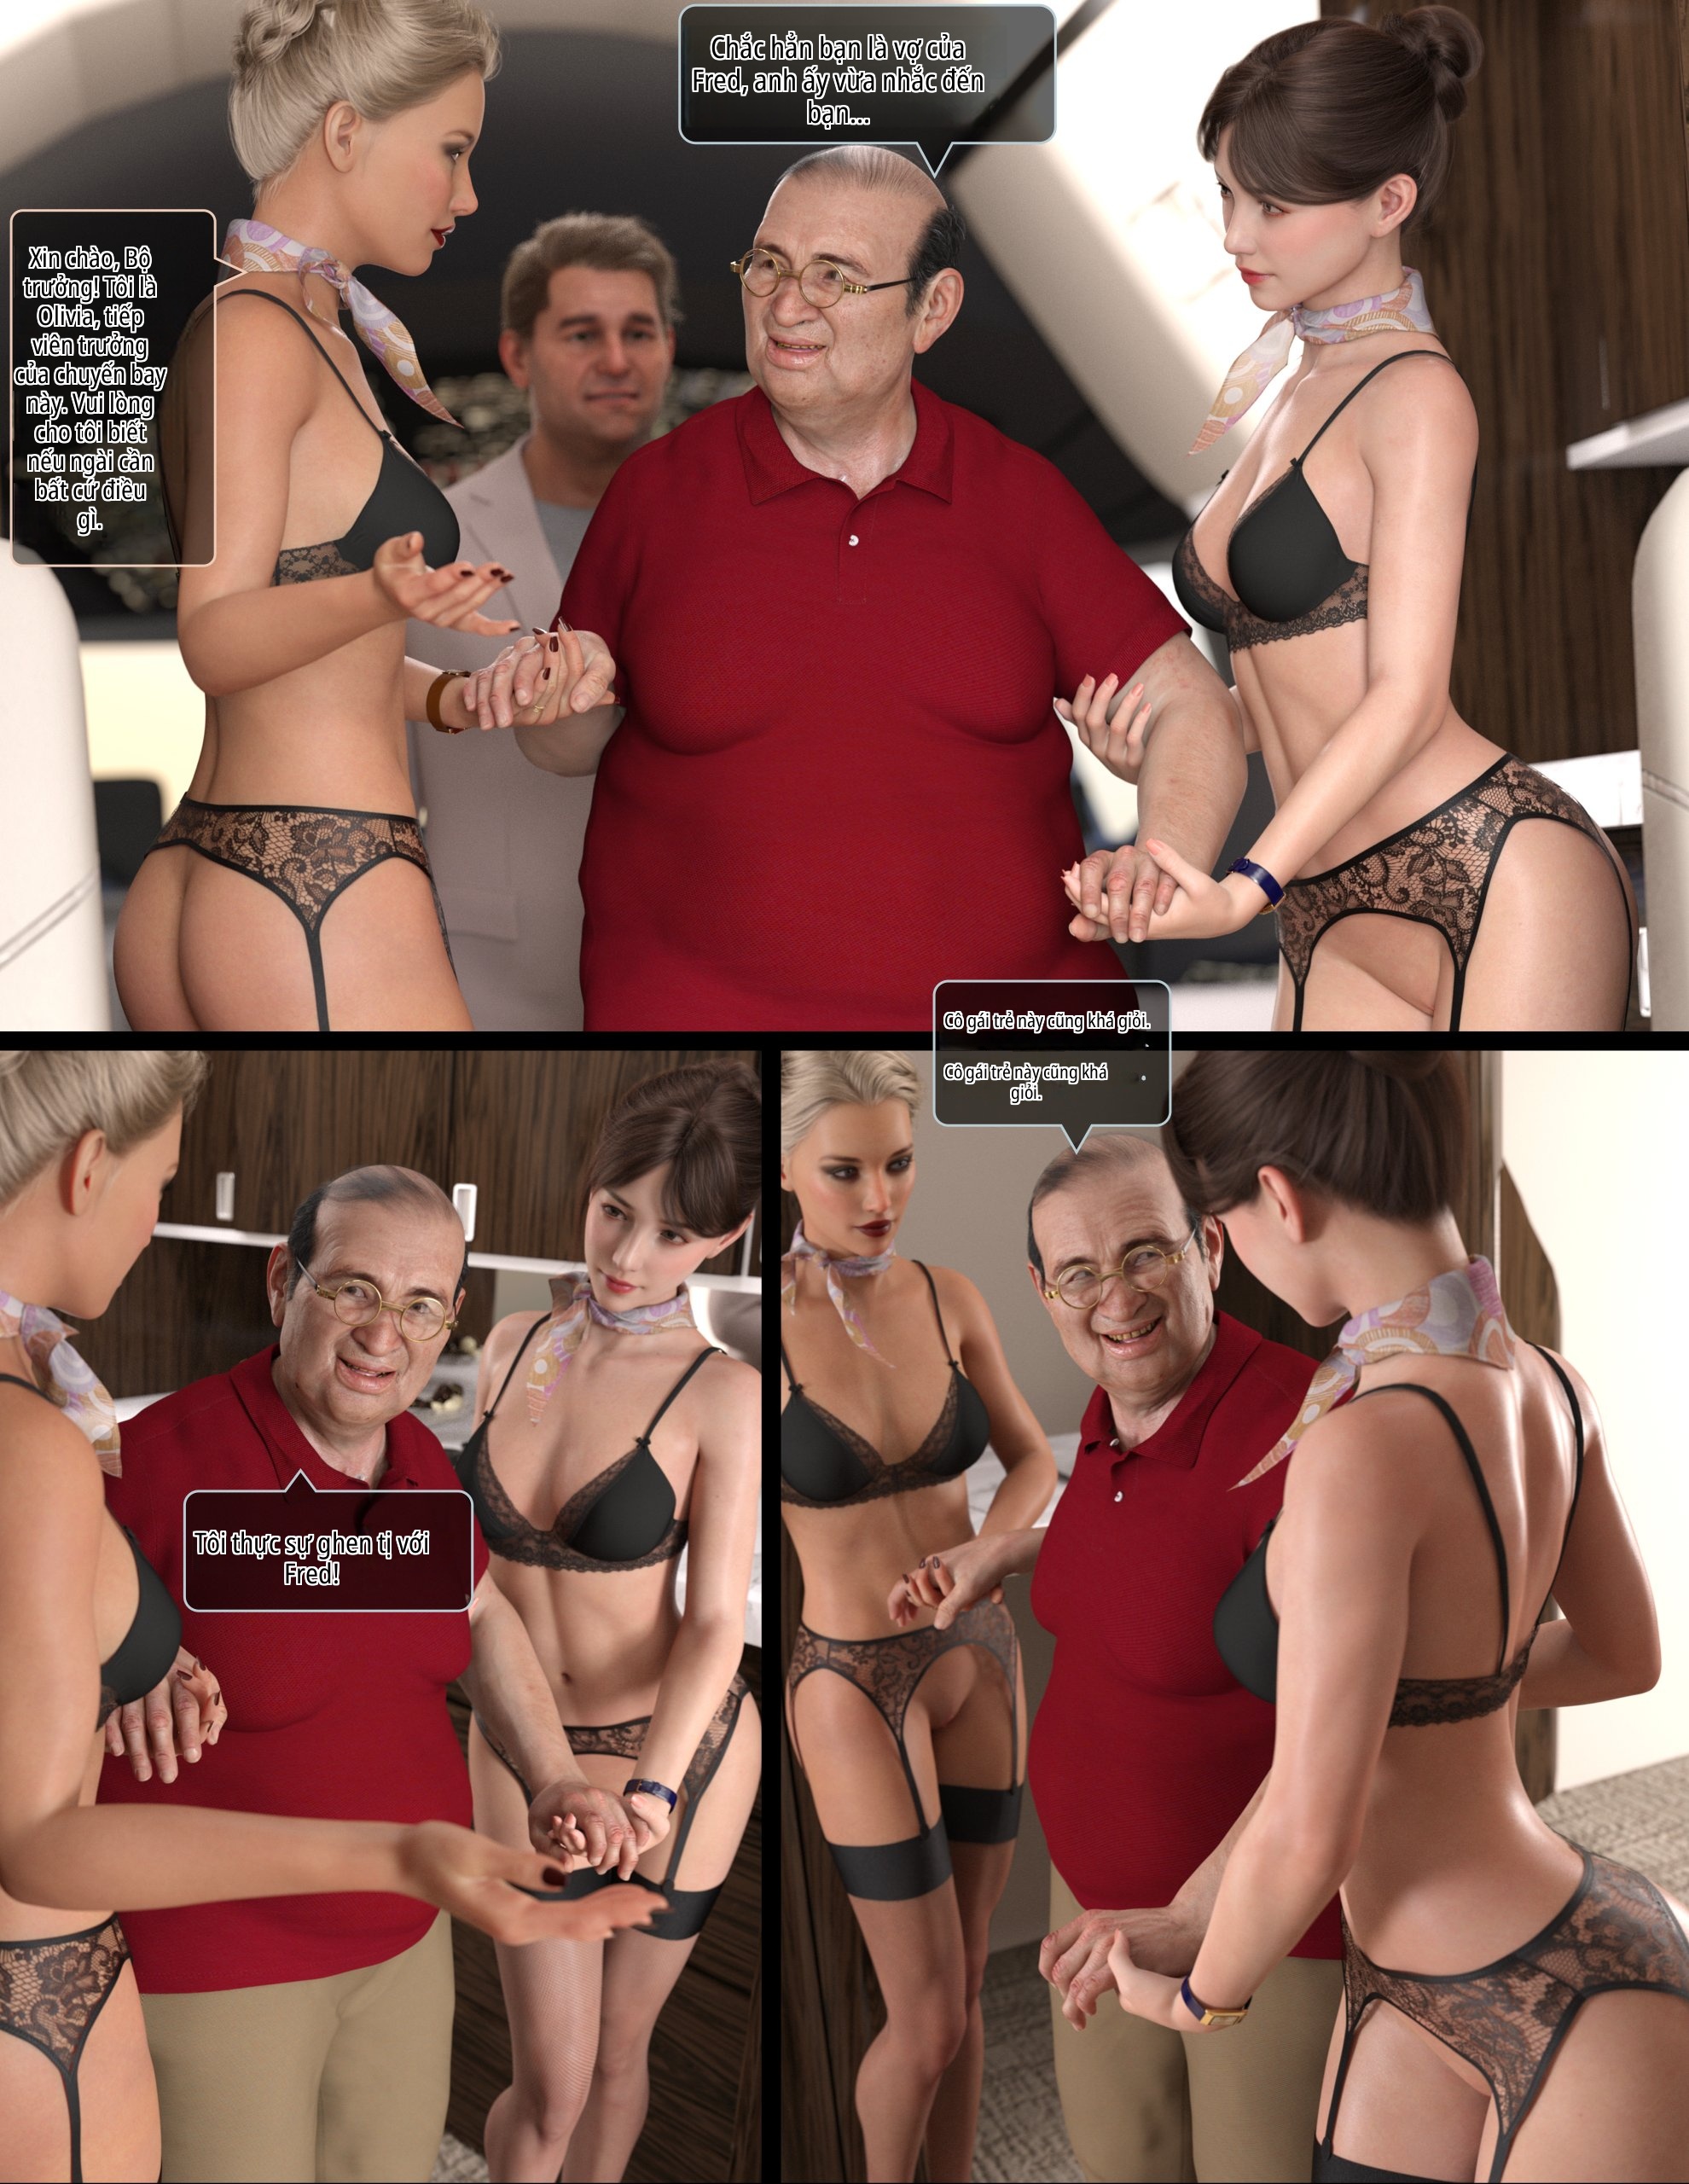 Chắc hẳn bạn là vợ của
Fred, anh ấy vừa nhắc đến
bạn...
Xin chào, Bộ
trưởng! Tôi là
Olivia, tiếp
viên trưởng
của chuyến bay
này. Vui lòng
cho tôi biết
nếu ngài cần
bất cứ điều
gì.
Tôi thực sự ghen tị với
Fred!
Cô gái trẻ này cũng khá giỏi.
Cô gái trẻ này cũng khá
giỏi.